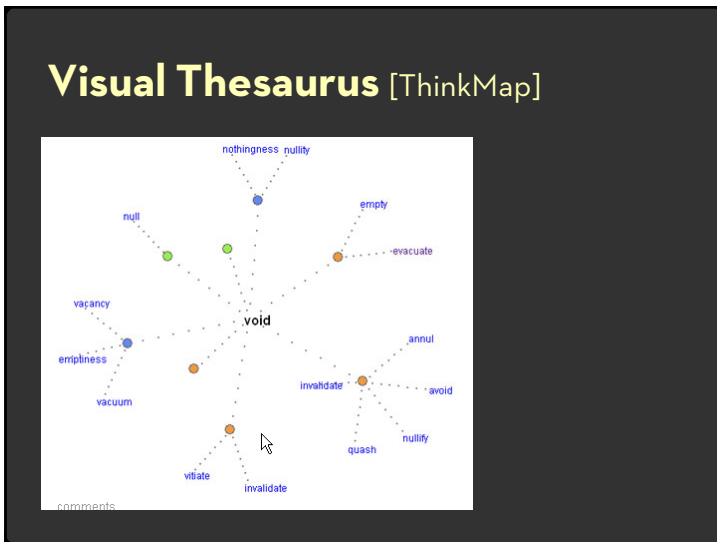 Visual Thesaurus [ThinkMap]
nothingness nullity
empty
null
evacuate
vacancy
void
annul
emptiness
invalidate
avoid
vacuum
nullify
quash
vitiate
invalidate
comments